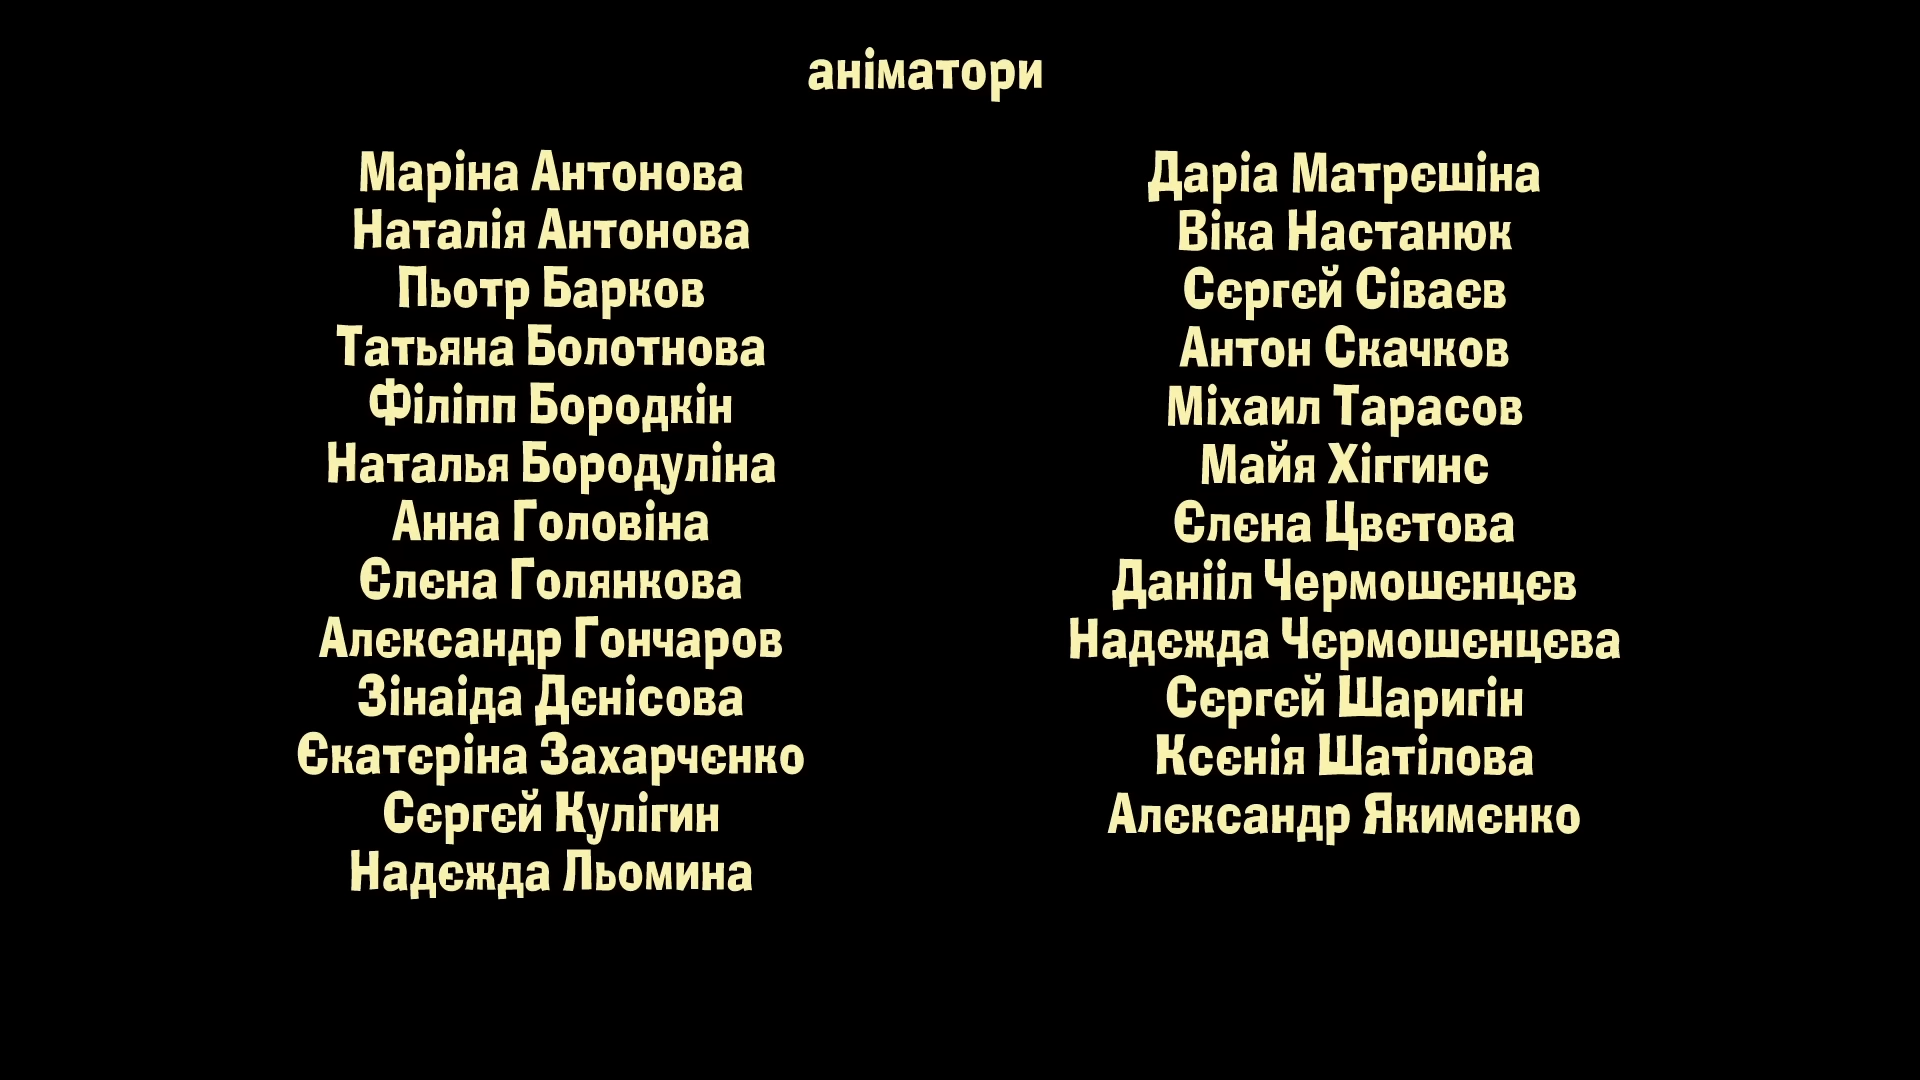 аніматори
Маріна Антонова
Наталія Антонова
Пьотр Барков
Татьяна Болотнова
Філіпп Бородкін
Наталья Бородуліна
Анна Головіна
Єлєна Голянкова
Алєксандр Гончаров
Зінаіда Дєнісова
Єкатєріна Захарчєнко
Сєргєй Кулігин
Надєжда Льомина
Даріа Матрєшіна
Віка Настанюк
Сєргєй Сіваєв
Антон Скачков
Міхаил Тарасов
Майя Хіггинс
Єлєна Цвєтова
Данііл Чермошєнцєв
Надєжда Чєрмошєнцєва
Сєргєй Шаригін
Ксєнія Шатілова
Алєксандр Якимєнко